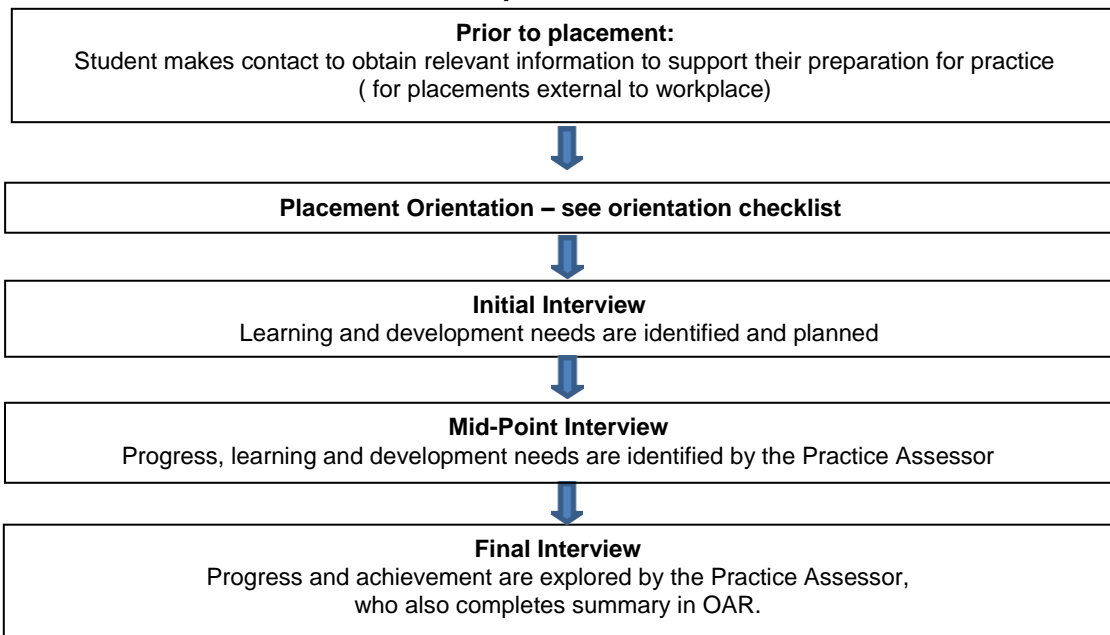 Prior to placement:
Student makes contact to obtain relevant information to support their preparation for practice
( for placements external to workplace)
Placement Orientation – see orientation checklist
Initial Interview
Learning and development needs are identified and planned
Mid-Point Interview
Progress, learning and development needs are identified by the Practice Assessor
Final Interview
Progress and achievement are explored by the Practice Assessor,
who also completes summary in OAR.